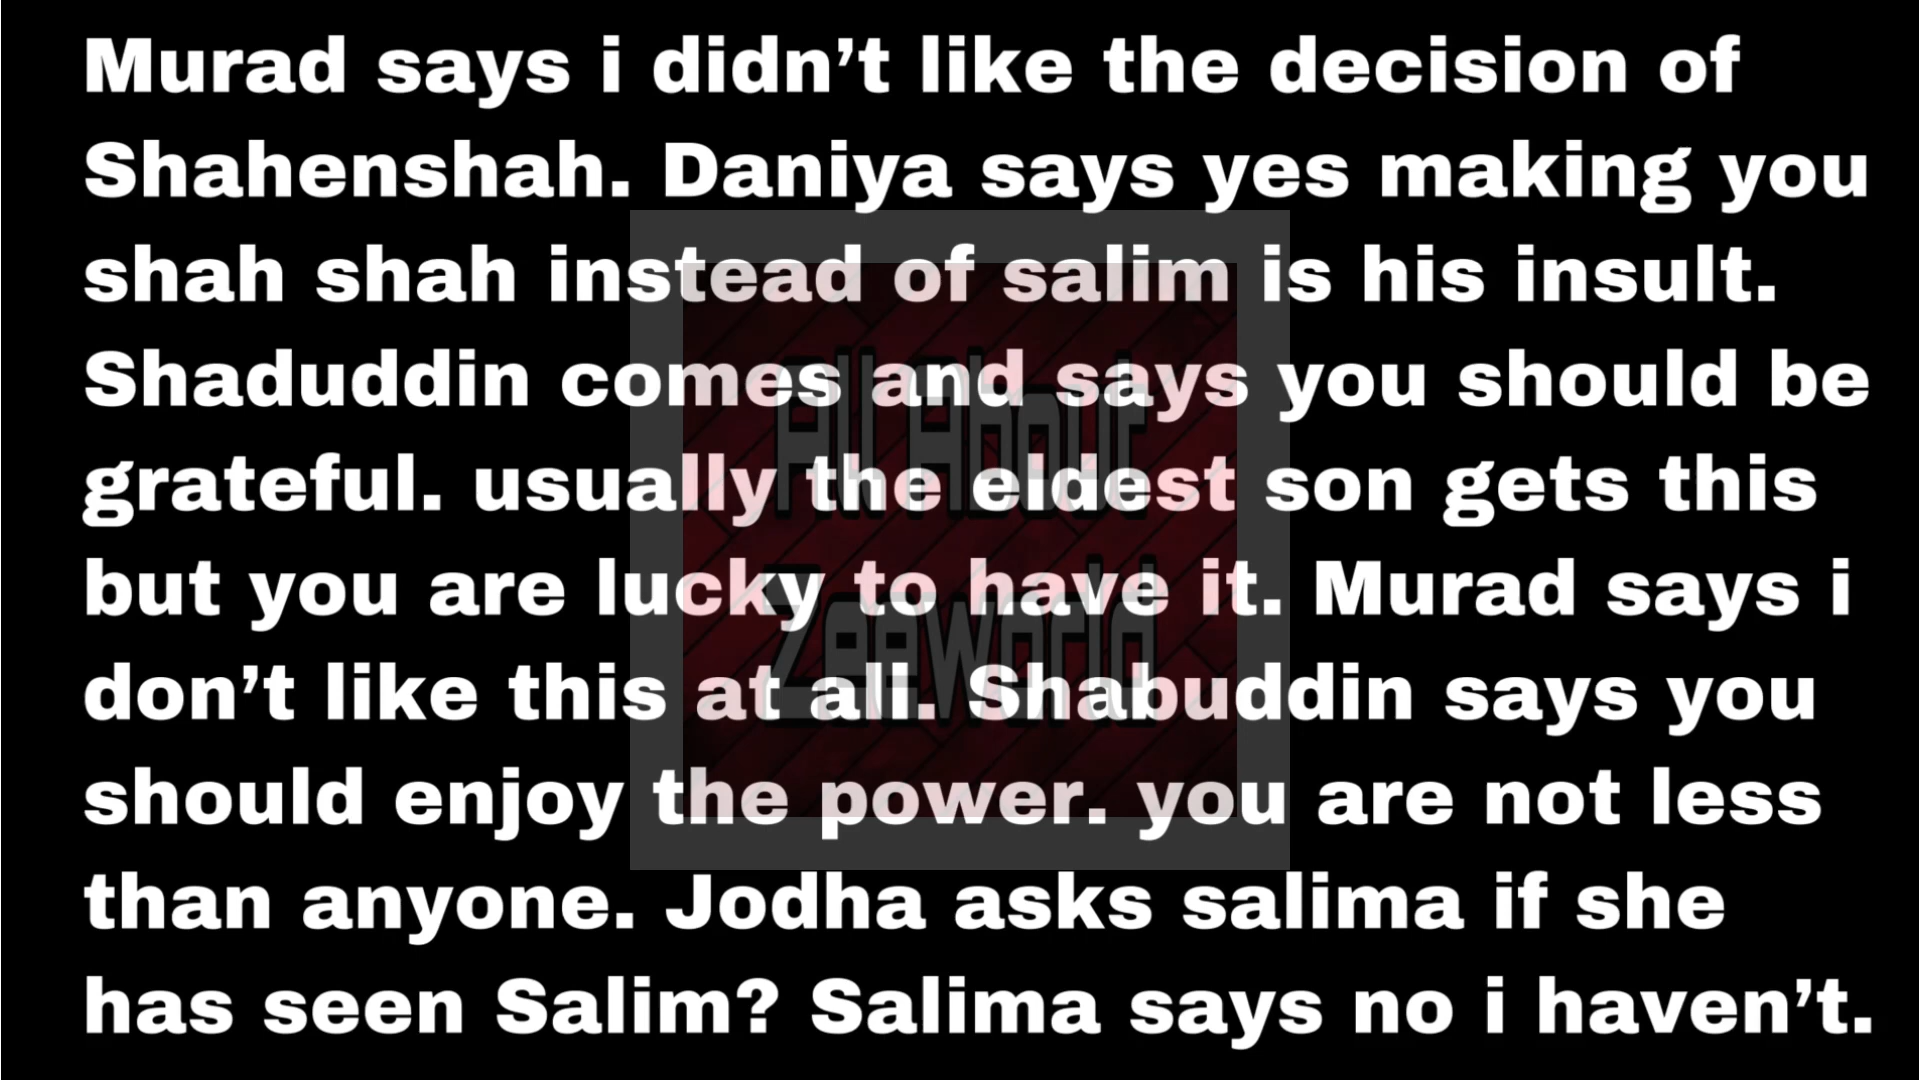 Murad says i didn’t like the decision of
Shahenshah. Daniya says yes making you
shah shah instead of salim is his insult.
Shaduddin comes and says you should be
grateful. usually the eldest son gets this
but you are lucky to have it. Murad says i
don’t like this at all. Shabuddin says you
should enjoy the power. you are not less
than anyone. Jodha asks salima if she
has seen Salim? Salima says no i haven’t.
All About
Zeeworld